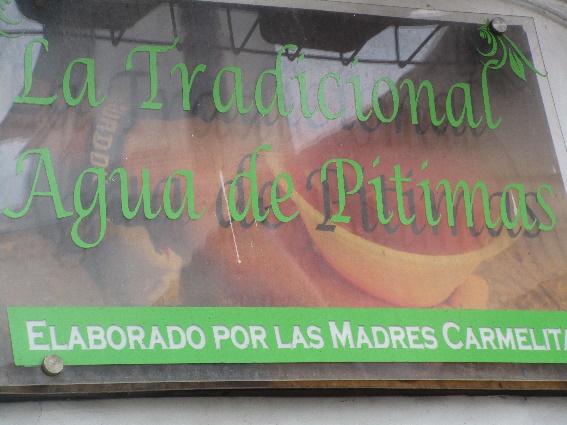 La Tradicional
Agua de Pitimas
ELABORADO POR LAS MADRES CARMELITA